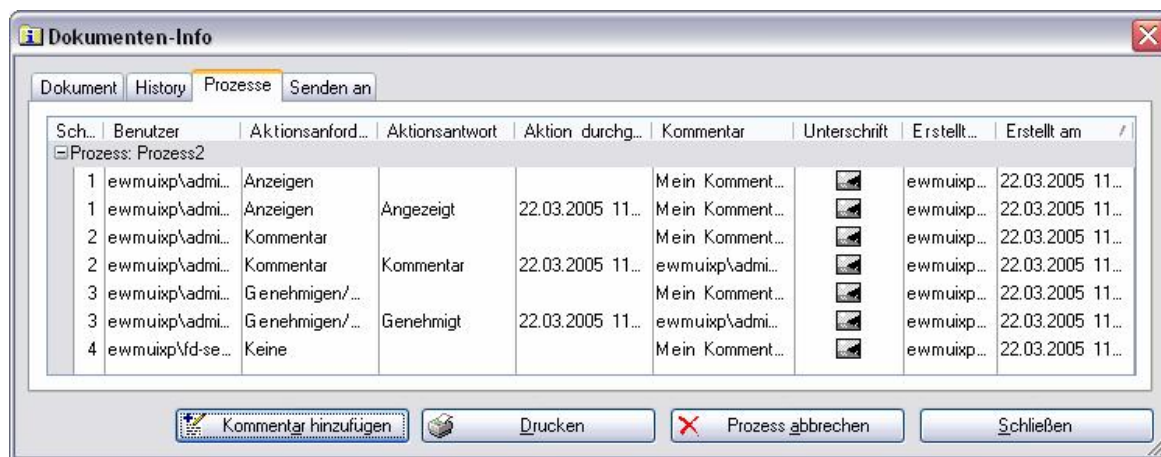 Dokumenten-Info
Dokument History Prozesse Senden an
Sch... Benutzer Aktionsanford... Aktionsantwort Aktion durchg... Kommentar Unterschrift Erstellt... Erstellt am
Prozess: Prozess2
1 ewmuixp\admi... Anzeigen Mein Komment... ewmuixp... 22.03.2005 11...
1 ewmuixp\admi... Anzeigen Angezeigt 22.03.2005 11... Mein Komment... ewmuixp... 22.03.2005 11...
2 ewmuixp\admi... Kommentar Mein Komment... ewmuixp... 22.03.2005 11...
2 ewmuixp\admi... Kommentar Kommentar 22.03.2005 11... ewmuixp\admi... ewmuixp... 22.03.2005 11...
3 ewmuixp\admi... Genehmigen/... Mein Komment... ewmuixp... 22.03.2005 11...
3 ewmuixp\admi... Genehmigen/... Genehmigt 22.03.2005 11... ewmuixp\admi... ewmuixp... 22.03.2005 11...
4 ewmuixp\fd-se... Keine Mein Komment... ewmuixp... 22.03.2005 11...
Kommentar hinzufügen Drucken Prozess abbrechen Schließen